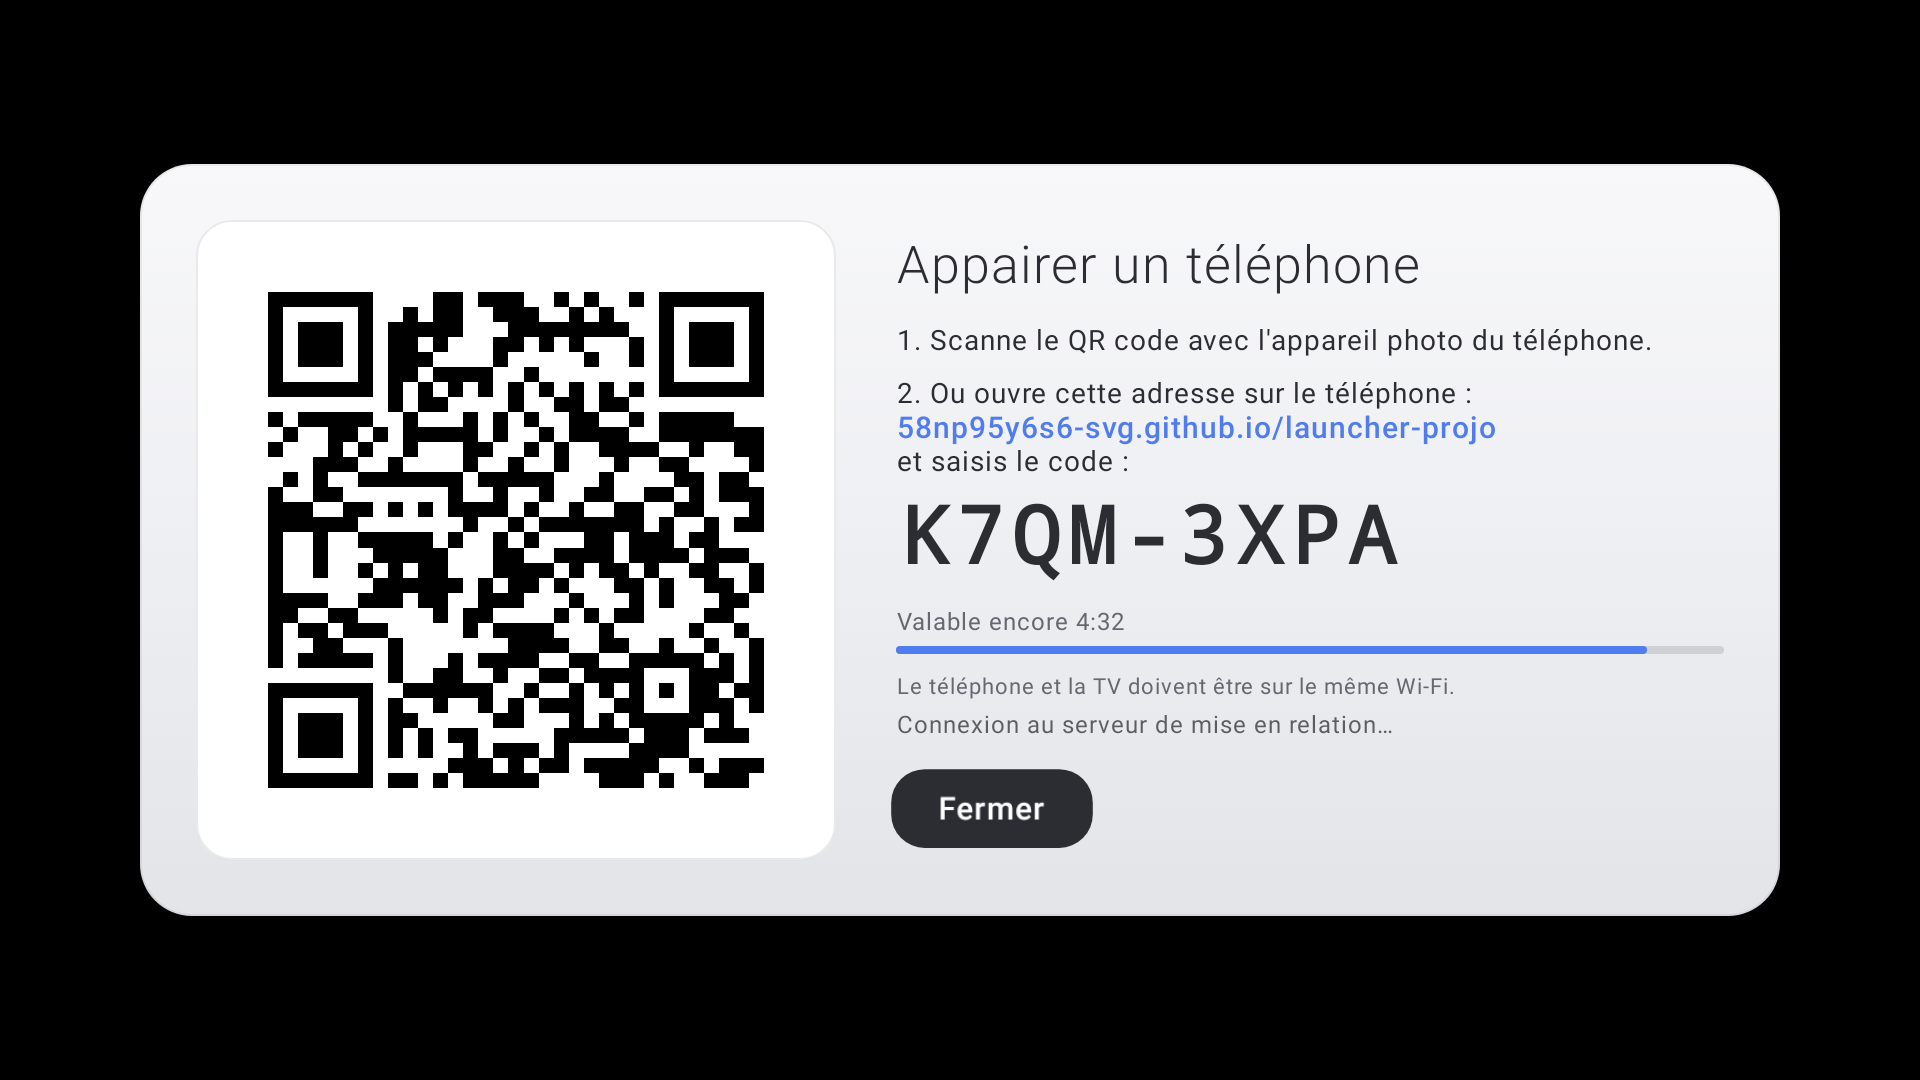 Appairer un téléphone
1. Scanne le QR code avec l'appareil photo du téléphone.
2. Ou ouvre cette adresse sur le téléphone :
58np95y6s6-svg.github.io/launcher-projo
et saisis le code :
K7QM-3XPA
Valable encore 4:32
Le téléphone et la TV doivent être sur le même Wi-Fi.
Connexion au serveur de mise en relation…
Fermer